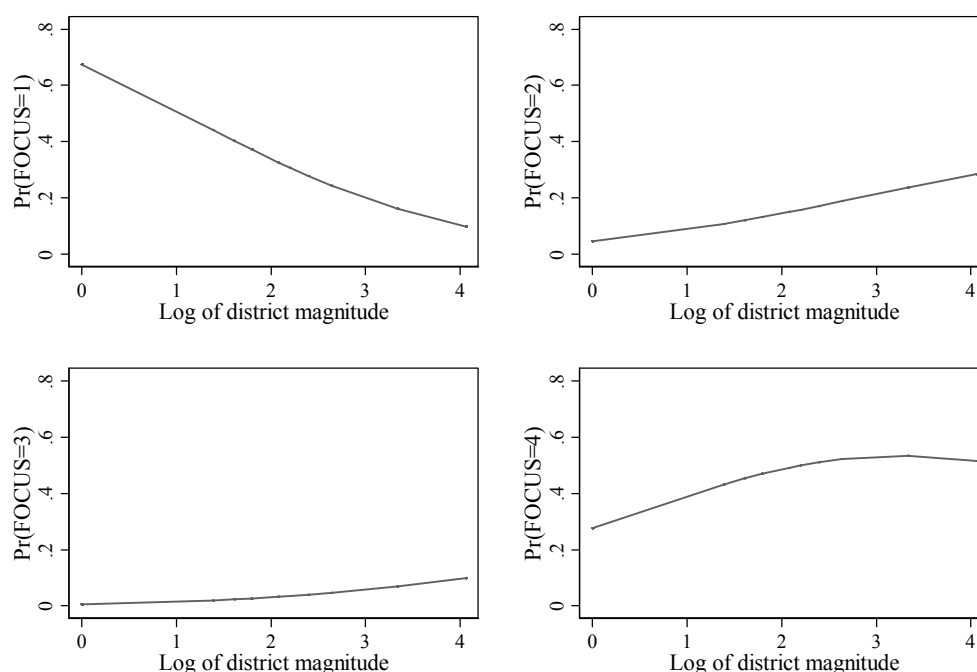 Pr(FOCUS=1)
.8
.6
.4
.2
0
0 1 2 3 4
Log of district magnitude
Pr(FOCUS=2)
.8
.6
.4
.2
0
0 1 2 3 4
Log of district magnitude
Pr(FOCUS=3)
.8
.6
.4
.2
0
0 1 2 3 4
Log of district magnitude
Pr(FOCUS=4)
.8
.6
.4
.2
0
0 1 2 3 4
Log of district magnitude